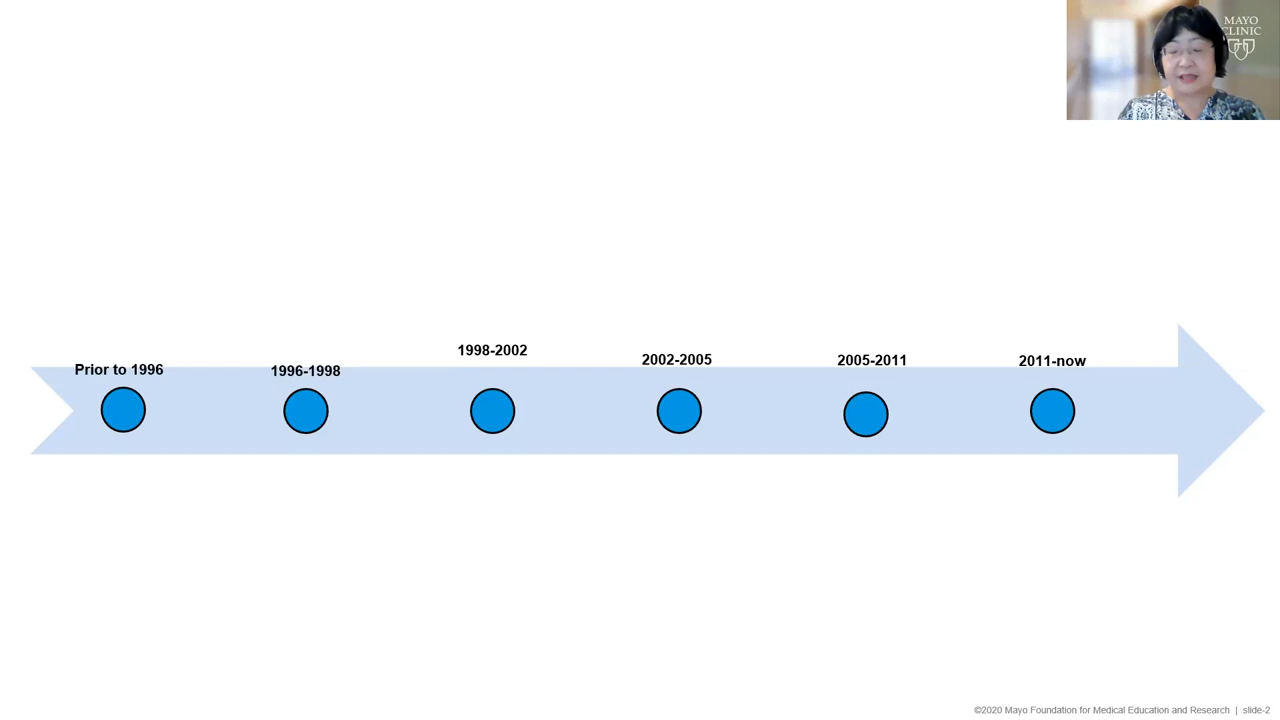 MAYO
CLINIC
Prior to 1996
1996-1998
1998-2002
2002-2005
2005-2011
2011-now
©2020 Mayo Foundation for Medical Education and Research | slide-2